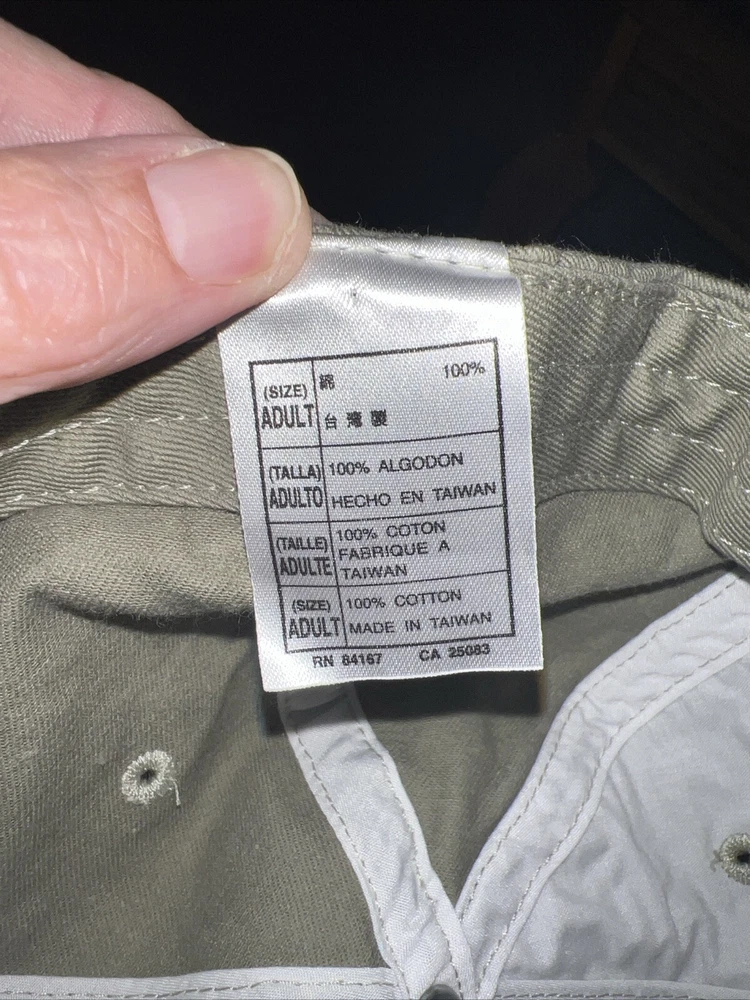 (SIZE)
ADULT
綿 100%
台灣製
(TALLA)
ADULTO
100% ALGODON
HECHO EN TAIWAN
(TAILLE)
ADULTE
100% COTON
FABRIQUE A
TAIWAN
(SIZE)
ADULT
100% COTTON
MADE IN TAIWAN
RN 84167 CA 25083